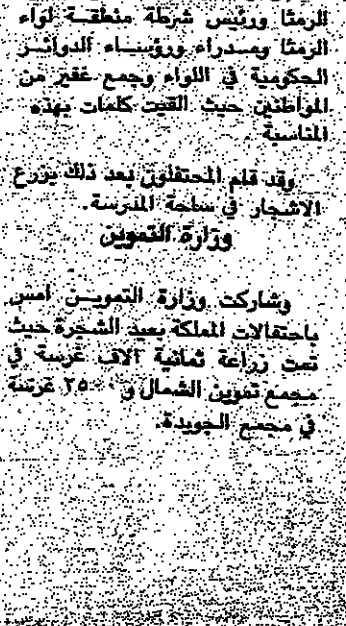 الرمثا ورئيس شرطة منطقة لواء
الرمثا ومدراء ورؤساء الدوائر
الحكومية في اللواء وجمع غفير من
المواطنين حيث القيت كلمات بهذه
المناسبة.
وقد قام المحتفلون بعد ذلك بزرع
الاشجار في ساحة المدرسة.
وزارة التموين
وشاركت وزارة التموين امس
باحتفالات المملكة بعيد الشجرة حيث
تمت زراعة ثمانية الاف غرسة في
مجمع تموين الشمال و غرسة
في مجمع الجويدة.